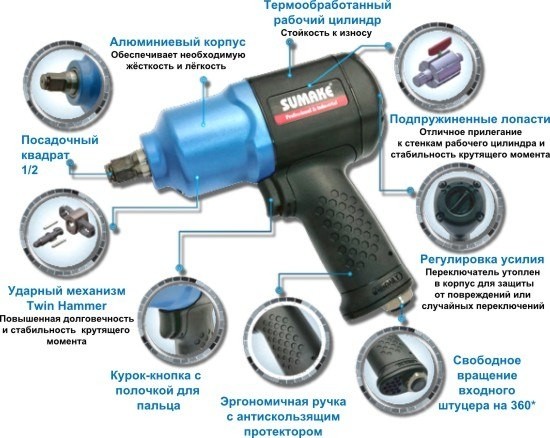 Термообработанный
рабочий цилиндр
Стойкость к износу
Алюминиевый корпус
Обеспечивает необходимую
жёсткость и лёгкость
SUMAKE
Professional & Industrial
Посадочный
квадрат
1/2
Подпружиненные лопасти
Отличное прилегание
к стенкам рабочего цилиндра и
стабильность крутящего момента
Регулировка усилия
Переключатель утоплен
в корпус для защиты
от повреждений или
случайных переключений
Ударный механизм
Twin Hammer
Повышенная долговечность
и стабильность крутящего
момента
Курок-кнопка с
полочкой для
пальца
Эргономичная ручка
с антискользящим
протектором
Свободное
вращение
входного
штуцера на 360*